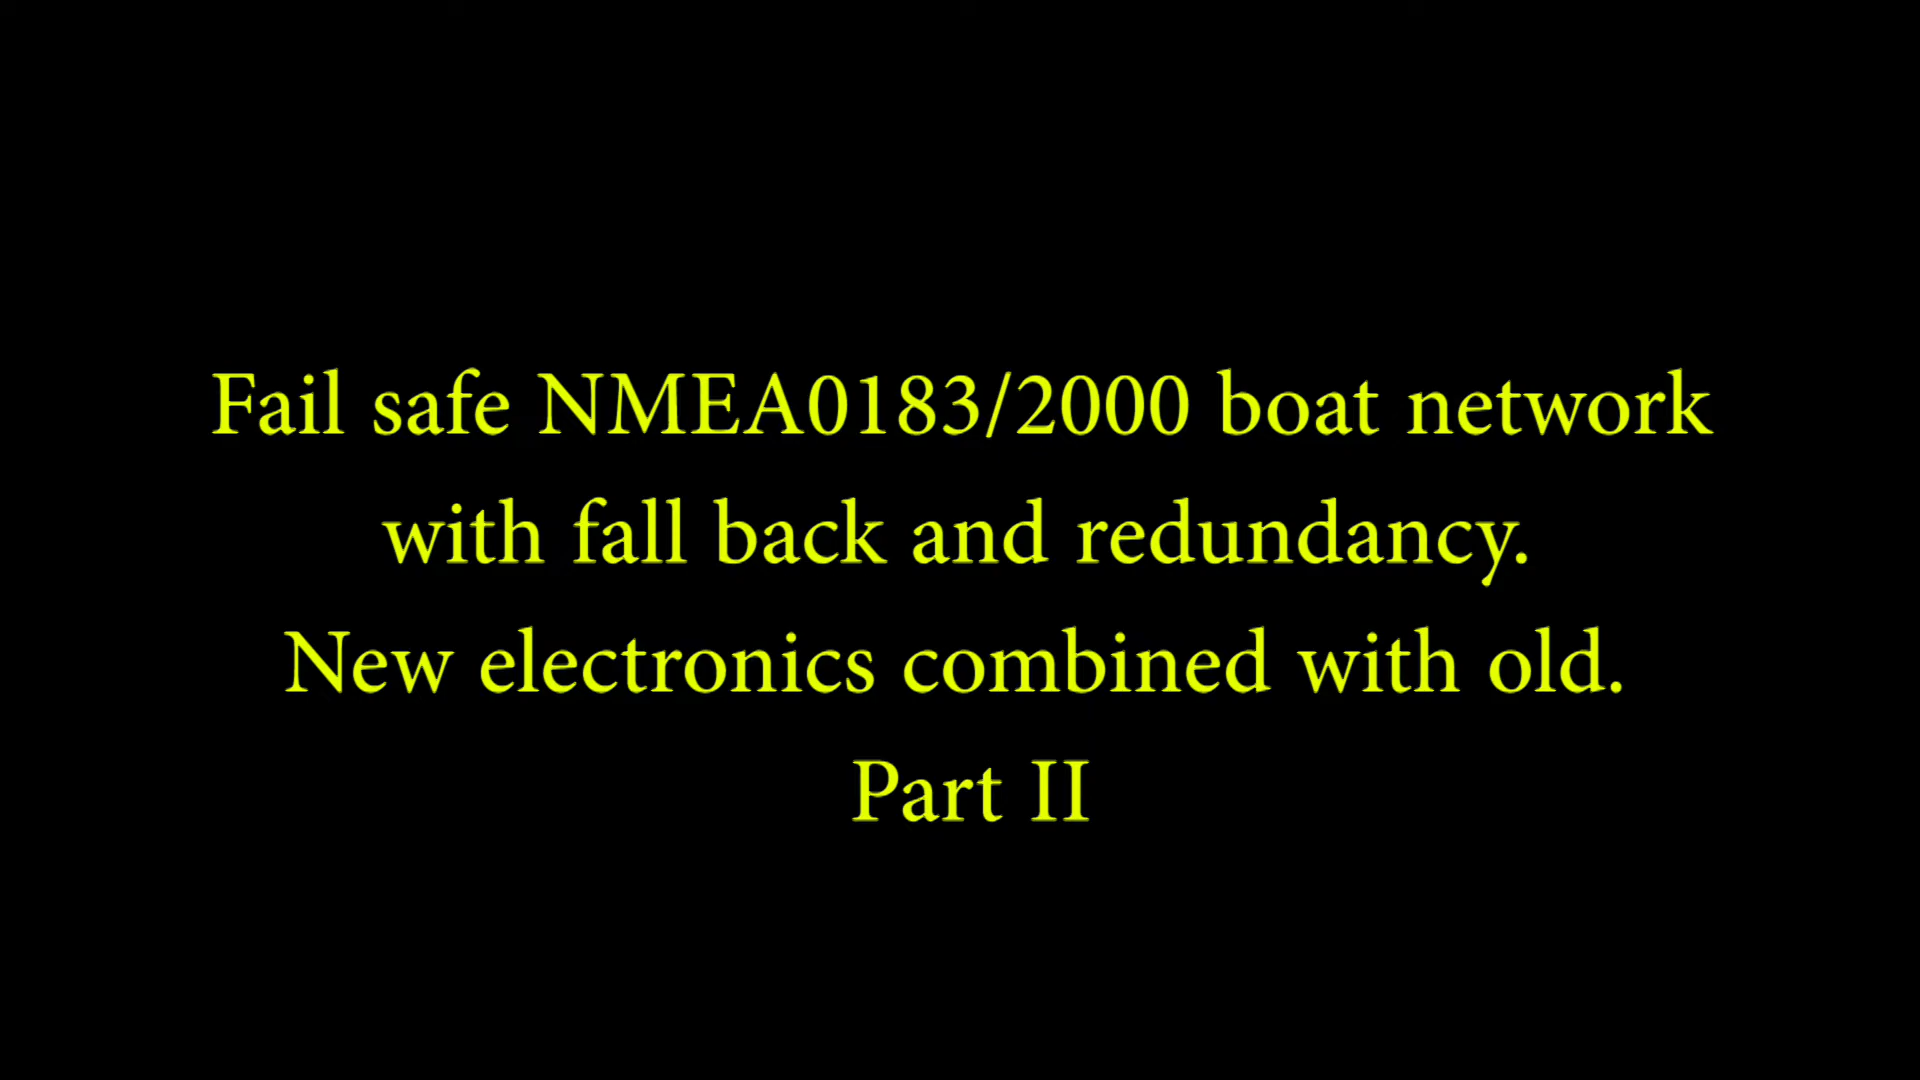 Fail safe NMEA0183/2000 boat network
with fall back and redundancy.
New electronics combined with old.
Part II